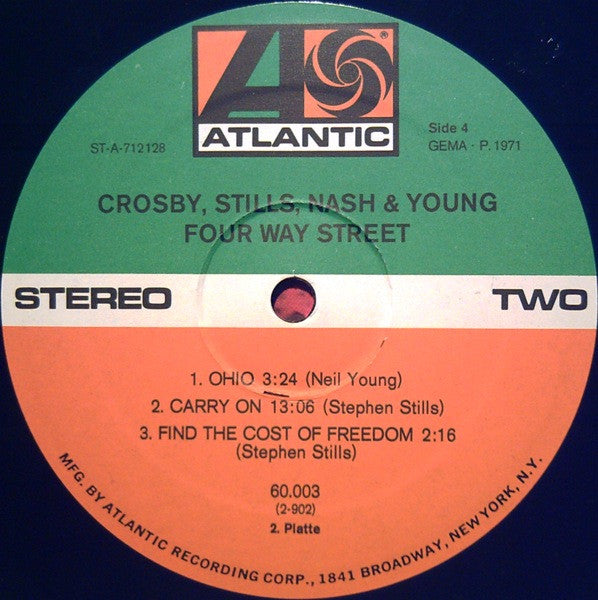 ®
ATLANTIC
ST-A-712128
Side 4
GEMA · P. 1971
CROSBY, STILLS, NASH & YOUNG
FOUR WAY STREET
STEREO
TWO
1. OHIO 3:24 (Neil Young)
2. CARRY ON 13:06 (Stephen Stills)
3. FIND THE COST OF FREEDOM 2:16
(Stephen Stills)
60.003
(2-902)
2. Platte
MFG. BY ATLANTIC RECORDING CORP., 1841 BROADWAY, NEW YORK, N.Y.